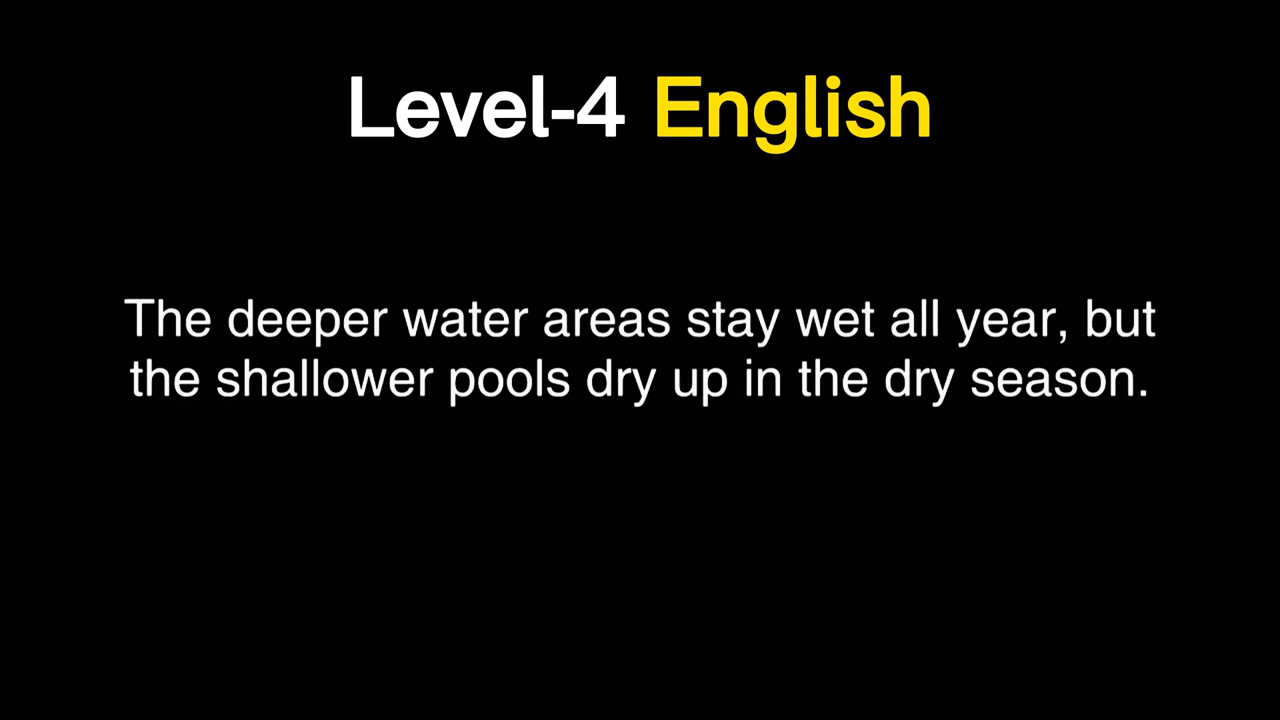 Level-4 English
The deeper water areas stay wet all year, but
the shallower pools dry up in the dry season.